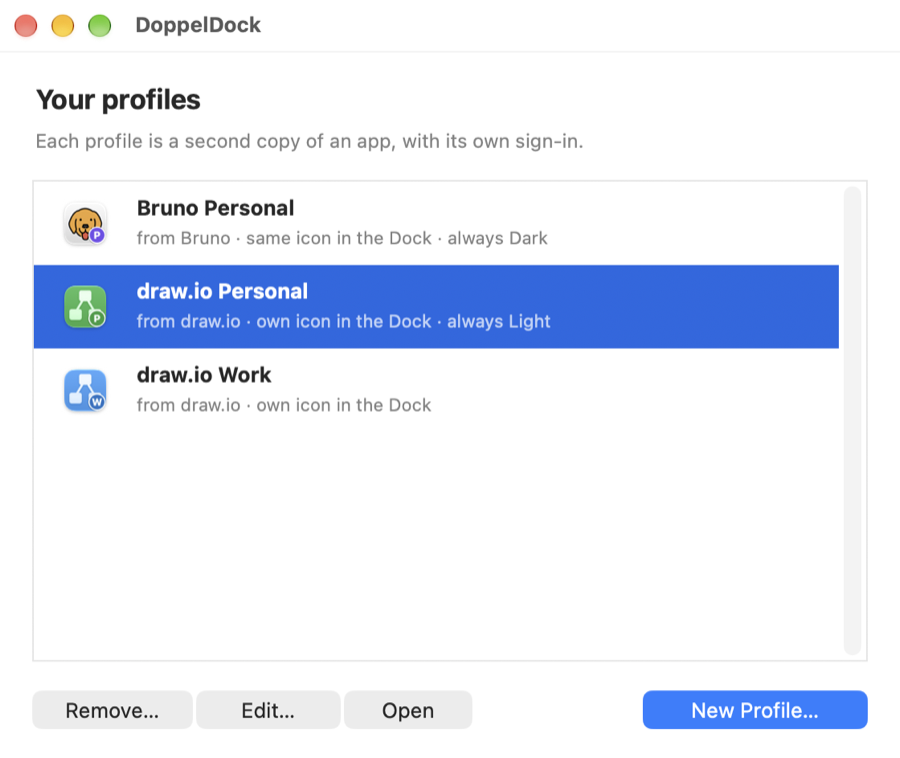 DoppelDock
Your profiles
Each profile is a second copy of an app, with its own sign-in.
P
Bruno Personal
from Bruno · same icon in the Dock · always Dark
P
draw.io Personal
from draw.io · own icon in the Dock · always Light
W
draw.io Work
from draw.io · own icon in the Dock
Remove...
Edit...
Open
New Profile...